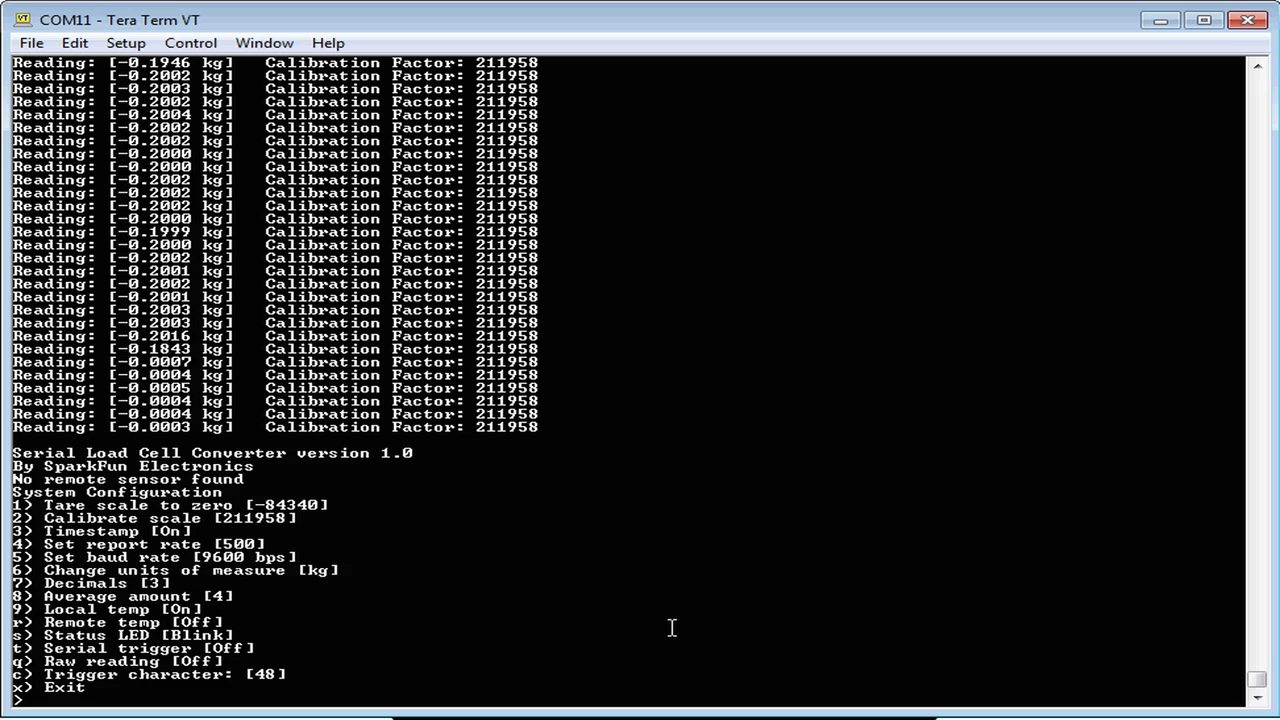 COM11 - Tera Term VT
File Edit Setup Control Window Help
Reading: [-0.1946 kg] Calibration Factor: 211958
Reading: [-0.2002 kg] Calibration Factor: 211958
Reading: [-0.2003 kg] Calibration Factor: 211958
Reading: [-0.2002 kg] Calibration Factor: 211958
Reading: [-0.2004 kg] Calibration Factor: 211958
Reading: [-0.2002 kg] Calibration Factor: 211958
Reading: [-0.2002 kg] Calibration Factor: 211958
Reading: [-0.2000 kg] Calibration Factor: 211958
Reading: [-0.2000 kg] Calibration Factor: 211958
Reading: [-0.2002 kg] Calibration Factor: 211958
Reading: [-0.2002 kg] Calibration Factor: 211958
Reading: [-0.2002 kg] Calibration Factor: 211958
Reading: [-0.2000 kg] Calibration Factor: 211958
Reading: [-0.1999 kg] Calibration Factor: 211958
Reading: [-0.2000 kg] Calibration Factor: 211958
Reading: [-0.2002 kg] Calibration Factor: 211958
Reading: [-0.2001 kg] Calibration Factor: 211958
Reading: [-0.2002 kg] Calibration Factor: 211958
Reading: [-0.2001 kg] Calibration Factor: 211958
Reading: [-0.2003 kg] Calibration Factor: 211958
Reading: [-0.2003 kg] Calibration Factor: 211958
Reading: [-0.2016 kg] Calibration Factor: 211958
Reading: [-0.1843 kg] Calibration Factor: 211958
Reading: [-0.0007 kg] Calibration Factor: 211958
Reading: [-0.0004 kg] Calibration Factor: 211958
Reading: [-0.0005 kg] Calibration Factor: 211958
Reading: [-0.0004 kg] Calibration Factor: 211958
Reading: [-0.0004 kg] Calibration Factor: 211958
Reading: [-0.0003 kg] Calibration Factor: 211958
Serial Load Cell Converter version 1.0
By SparkFun Electronics
No remote sensor found
System Configuration
1) Tare scale to zero [-84340]
2) Calibrate scale [211958]
3) Timestamp [On]
4) Set report rate [500]
5) Set baud rate [9600 bps]
6) Change units of measure [kg]
7) Decimals [3]
8) Average amount [4]
9) Local temp [On]
r) Remote temp [Off]
s) Status LED [Blink]
t) Serial trigger [Off]
q) Raw reading [Off]
c) Trigger character: [48]
x) Exit
>